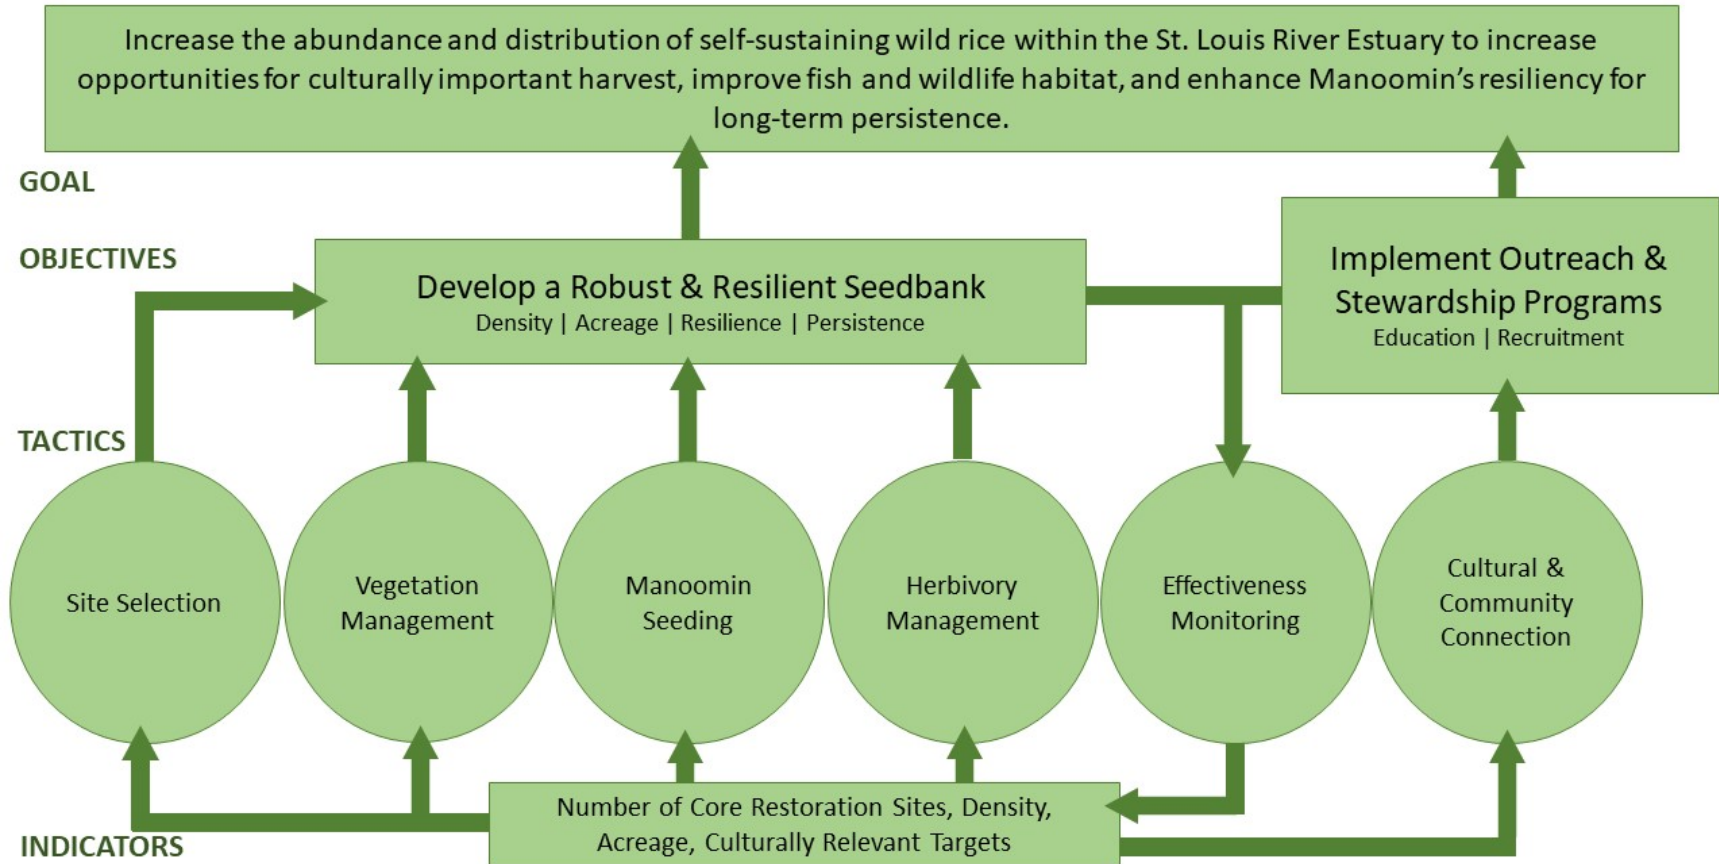 Increase the abundance and distribution of self-sustaining wild rice within the St. Louis River Estuary to increase
opportunities for culturally important harvest, improve fish and wildlife habitat, and enhance Manoomin's resiliency for
long-term persistence.
GOAL
OBJECTIVES
Develop a Robust & Resilient Seedbank
Density | Acreage | Resilience | Persistence
Implement Outreach &
Stewardship Programs
Education | Recruitment
TACTICS
Site Selection
Vegetation
Management
Manoomin
Seeding
Herbivory
Management
Effectiveness
Monitoring
Cultural &
Community
Connection
INDICATORS
Number of Core Restoration Sites, Density,
Acreage, Culturally Relevant Targets